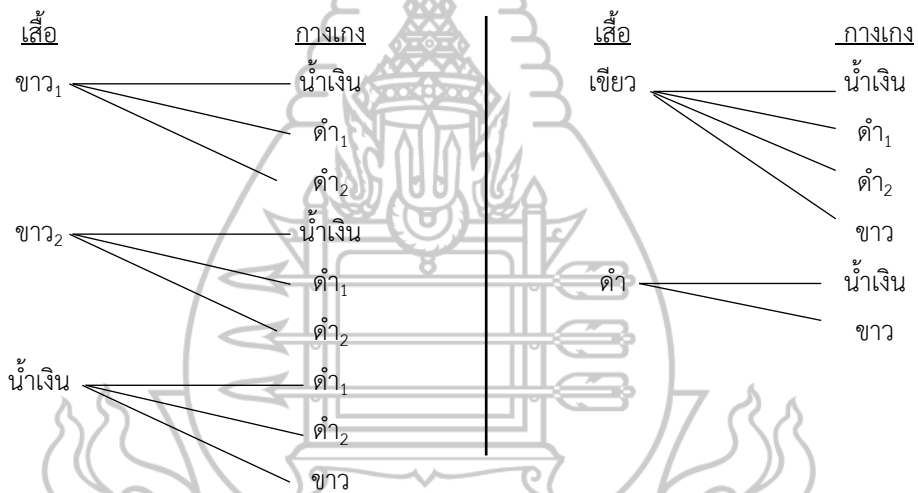 เสื้อ กางเกง
ขาว1 น้ำเงิน
ดำ1
ดำ2
ขาว2 น้ำเงิน
ดำ1
ดำ2
น้ำเงิน ดำ1
ดำ2
ขาว
เสื้อ กางเกง
เขียว น้ำเงิน
ดำ1
ดำ2
ขาว
ดำ น้ำเงิน
ขาว